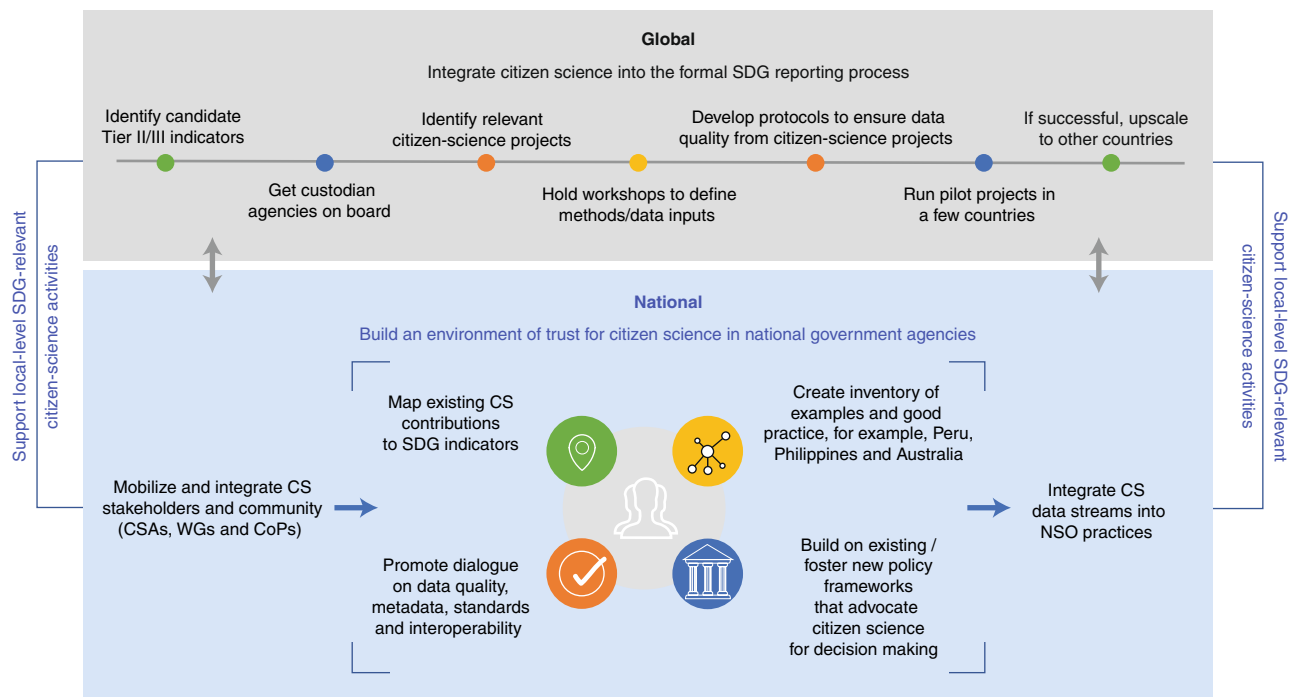 Global
Integrate citizen science into the formal SDG reporting process
Identify candidate
Tier II/III indicators
Get custodian
agencies on board
Identify relevant
citizen-science projects
Hold workshops to define
methods/data inputs
Develop protocols to ensure data
quality from citizen-science projects
Run pilot projects in
a few countries
If successful, upscale
to other countries
Support local-level SDG-relevant
citizen-science activities
National
Build an environment of trust for citizen science in national government agencies
Mobilize and integrate CS
stakeholders and community
(CSAs, WGs and CoPs)
Map existing CS
contributions
to SDG indicators
Create inventory of
examples and good
practice, for example, Peru,
Philippines and Australia
Promote dialogue
on data quality,
metadata, standards
and interoperability
Build on existing /
foster new policy
frameworks
that advocate
citizen science
for decision making
Integrate CS
data streams into
NSO practices
Support local-level SDG-relevant
citizen-science activities